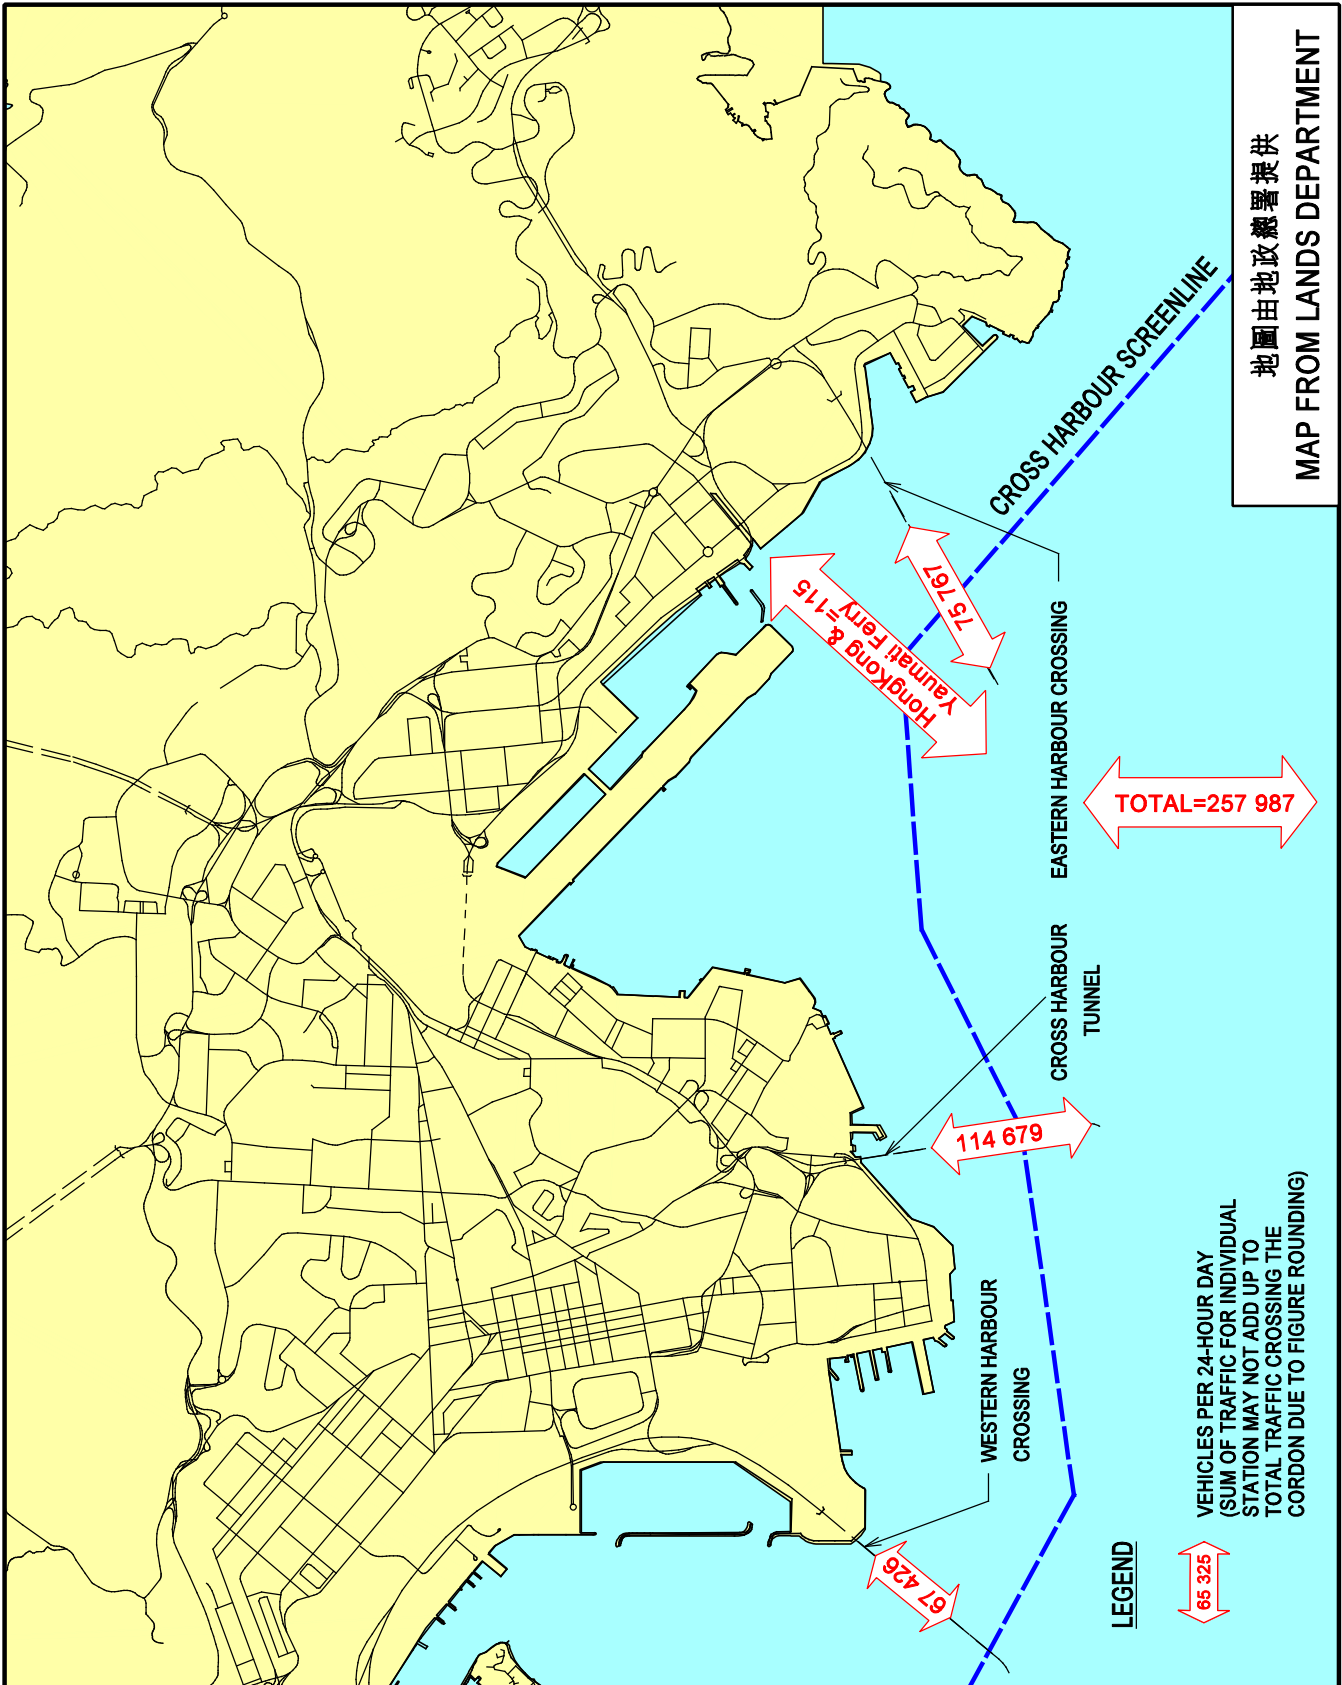 地圖由地政總署提供
MAP FROM LANDS DEPARTMENT
CROSS HARBOUR SCREENLINE
75 767
HongKong &
Yaumati Ferry=115
EASTERN HARBOUR CROSSING
TOTAL=257 987
CROSS HARBOUR
TUNNEL
114 679
WESTERN HARBOUR
CROSSING
67 426
LEGEND
65 325
VEHICLES PER 24-HOUR DAY
(SUM OF TRAFFIC FOR INDIVIDUAL
STATION MAY NOT ADD UP TO
TOTAL TRAFFIC CROSSING THE
CORDON DUE TO FIGURE ROUNDING)